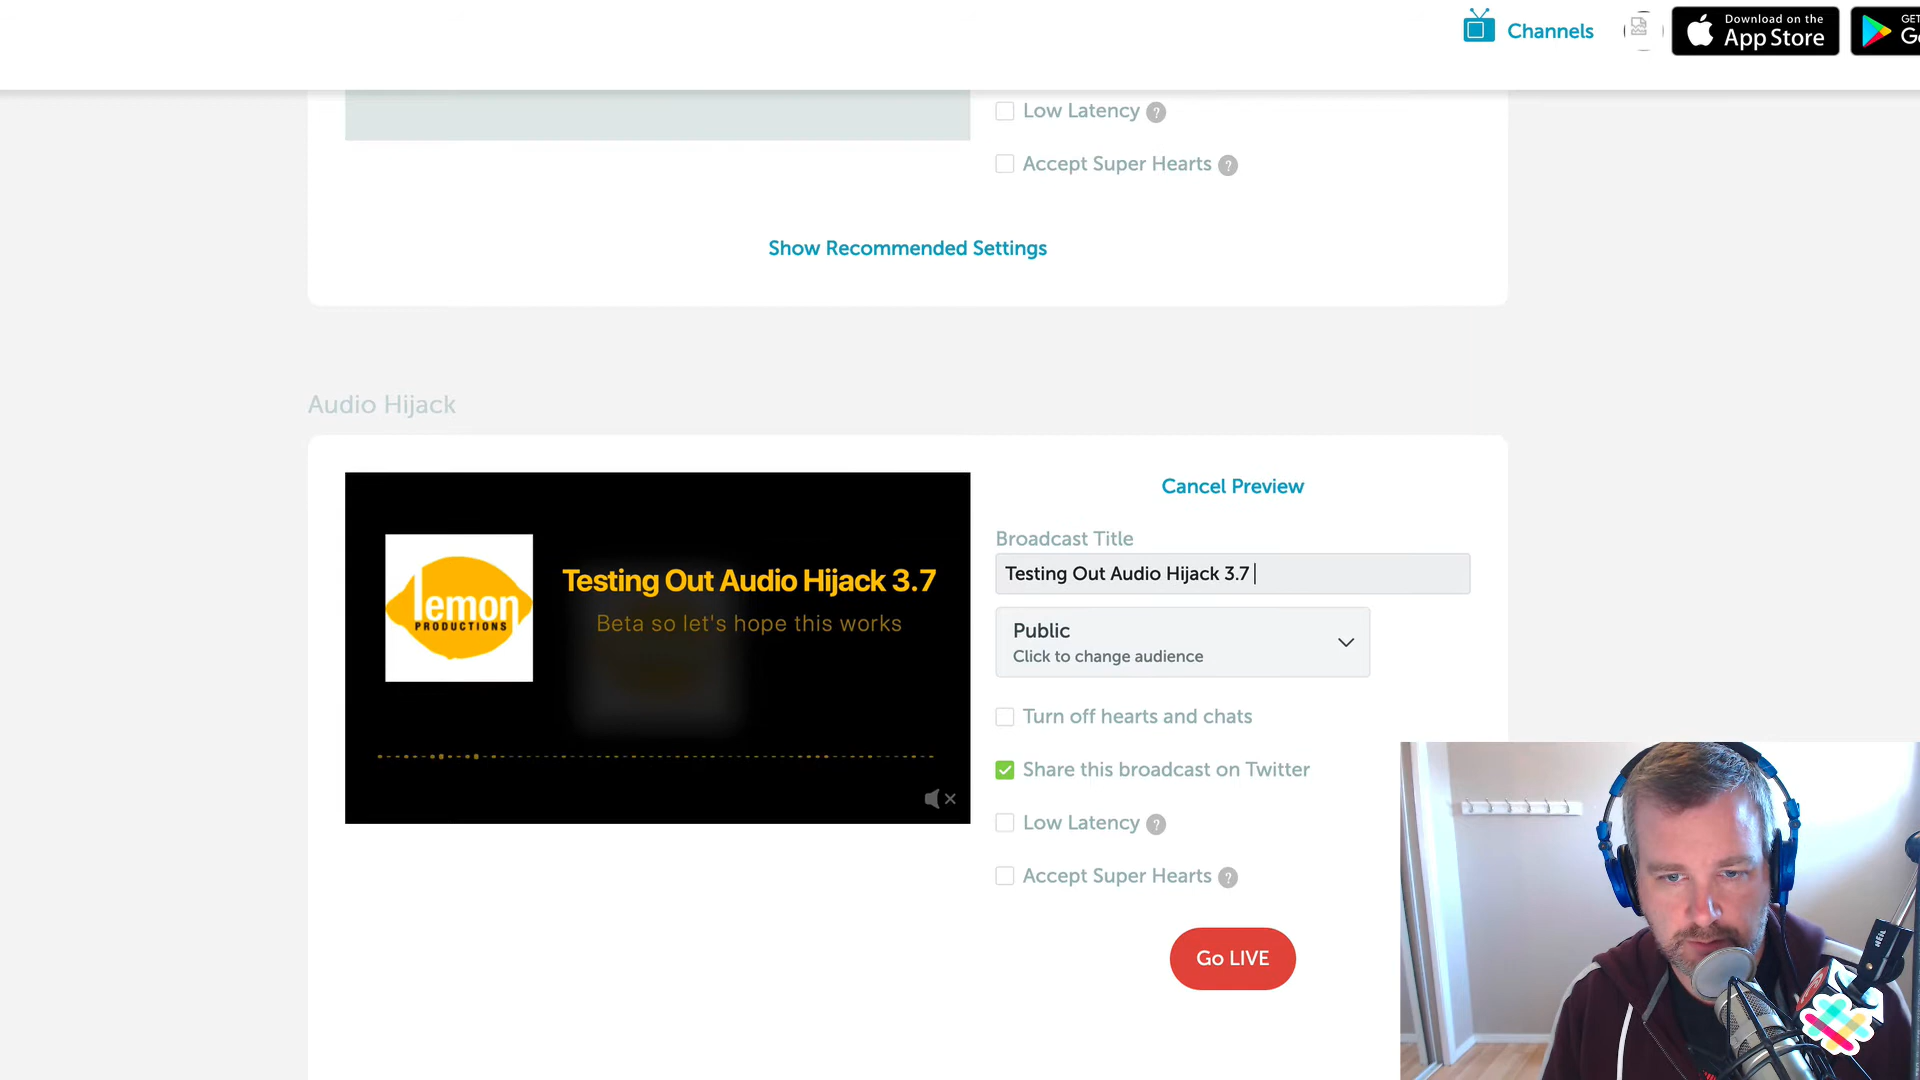 Channels
Download on the
App Store
GET
Go
Low Latency ?
Accept Super Hearts ?
Show Recommended Settings
Audio Hijack
lemon
PRODUCTIONS
Testing Out Audio Hijack 3.7
Beta so let's hope this works
Cancel Preview
Broadcast Title
Testing Out Audio Hijack 3.7
Public
Click to change audience
Turn off hearts and chats
Share this broadcast on Twitter
Low Latency ?
Accept Super Hearts ?
Go LIVE